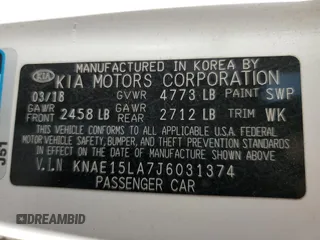 MANUFACTURED IN KOREA BY
KIA KIA MOTORS CORPORATION
03/18 GVWR 4773 LB PAINT SWP
GAWR FRONT 2458 LB GAWR REAR 2712 LB TRIM WK
THIS VEHICLE CONFORMS TO ALL APPLICABLE
U.S.A. FEDERAL MOTOR VEHICLE SAFETY, BUMPER,
AND THEFT PREVENTION STANDARDS IN EFFECT
ON THE DATE OF MANUFACTURE SHOWN ABOVE.
V.I.N KNAE15LA7J6031374
PASSENGER CAR
J51
DREAMBID